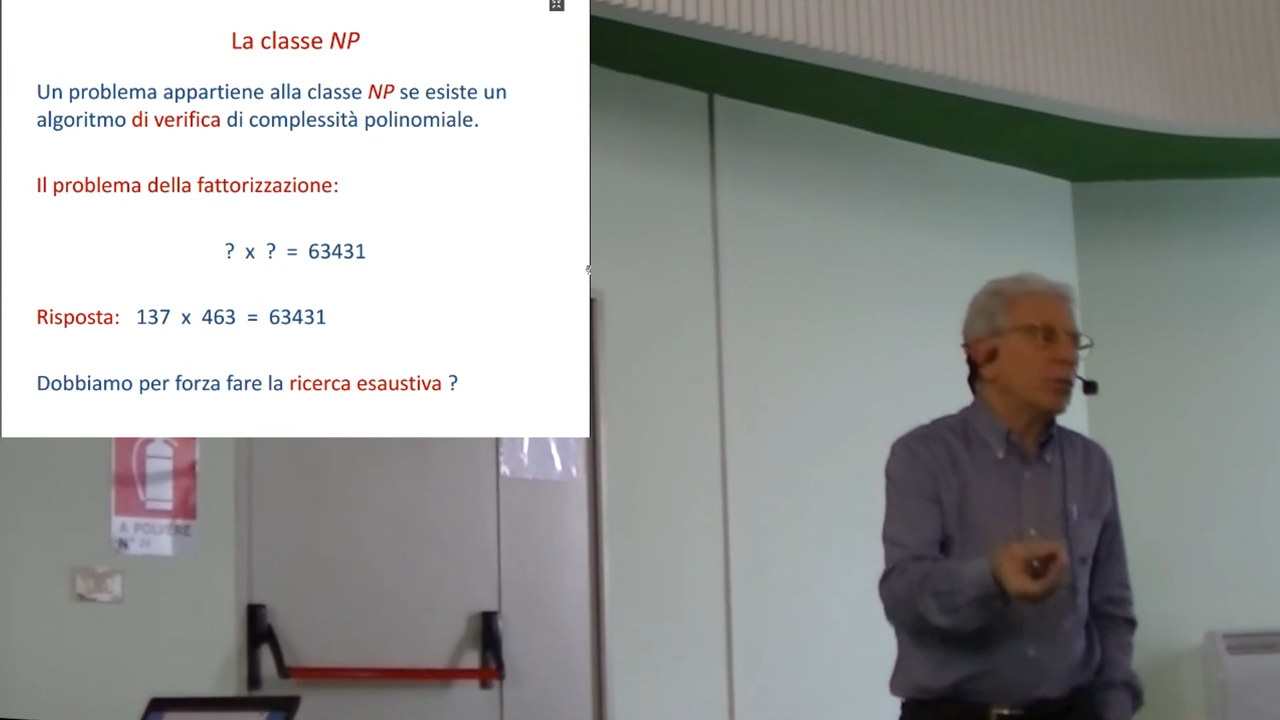 La classe NP
Un problema appartiene alla classe NP se esiste un
algoritmo di verifica di complessità polinomiale.
Il problema della fattorizzazione:
? x ? = 63431
Risposta: 137 x 463 = 63431
Dobbiamo per forza fare la ricerca esaustiva ?
A POLVERE
N°